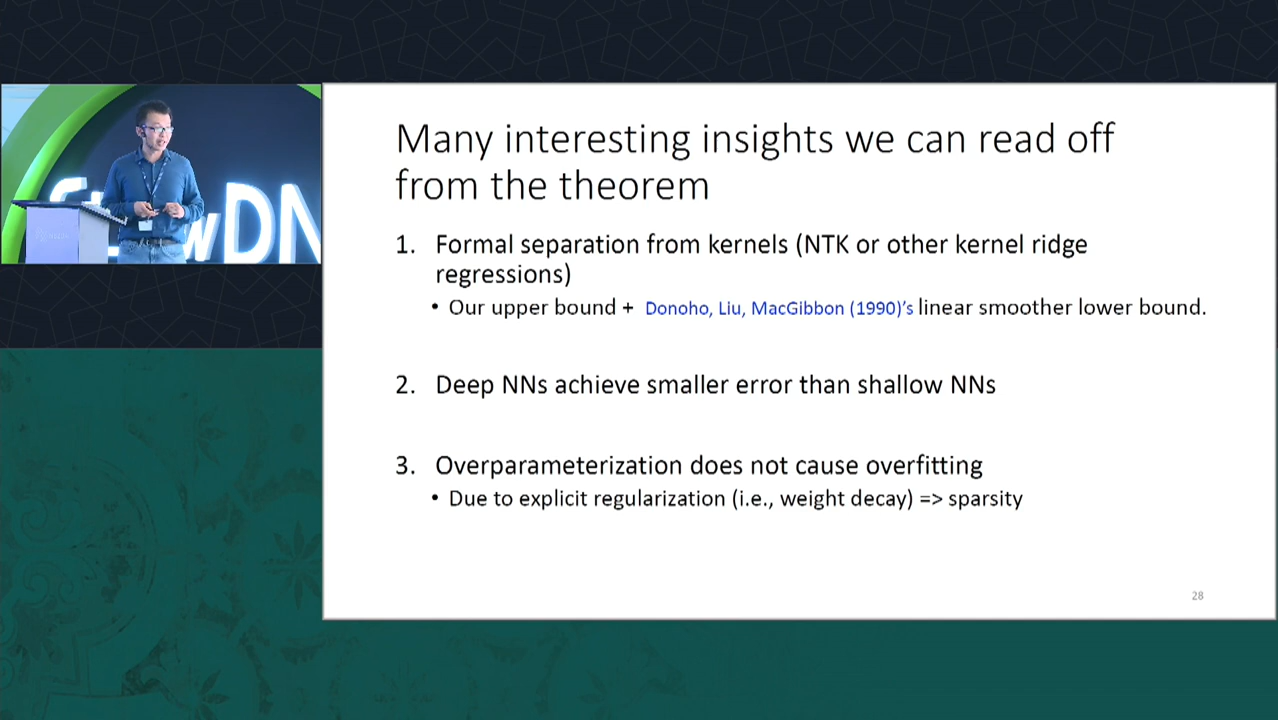 Many interesting insights we can read off
from the theorem
1. Formal separation from kernels (NTK or other kernel ridge
regressions)
• Our upper bound + Donoho, Liu, MacGibbon (1990)’s linear smoother lower bound.
2. Deep NNs achieve smaller error than shallow NNs
3. Overparameterization does not cause overfitting
• Due to explicit regularization (i.e., weight decay) => sparsity
28